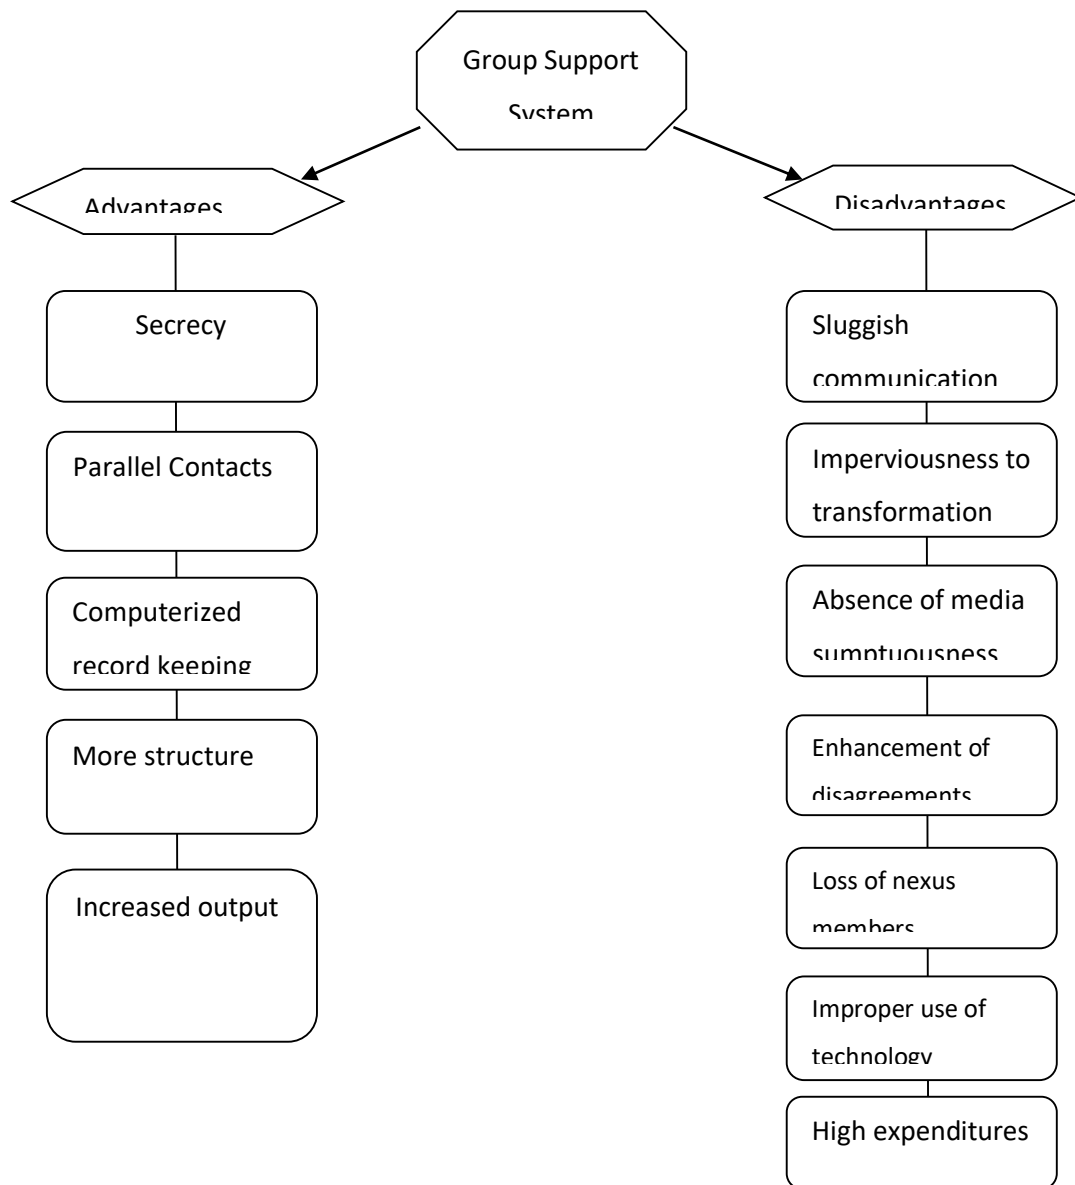 Group Support
System
Advantages
Disadvantages
Secrecy
Parallel Contacts
Computerized
record keeping
More structure
Increased output
Sluggish
communication
Imperviousness to
transformation
Absence of media
sumptuousness
Enhancement of
disagreements
Loss of nexus
members
Improper use of
technology
High expenditures